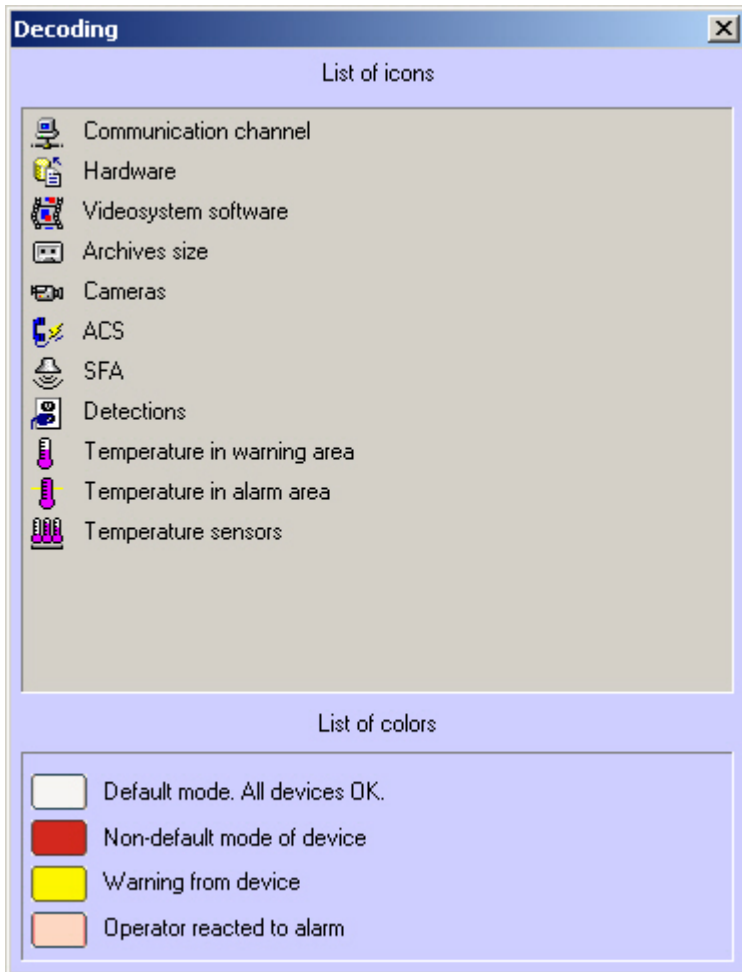 Decoding
List of icons
Communication channel
Hardware
Videosystem software
Archives size
Cameras
ACS
SFA
Detections
Temperature in warning area
Temperature in alarm area
Temperature sensors
List of colors
Default mode. All devices OK.
Non-default mode of device
Warning from device
Operator reacted to alarm